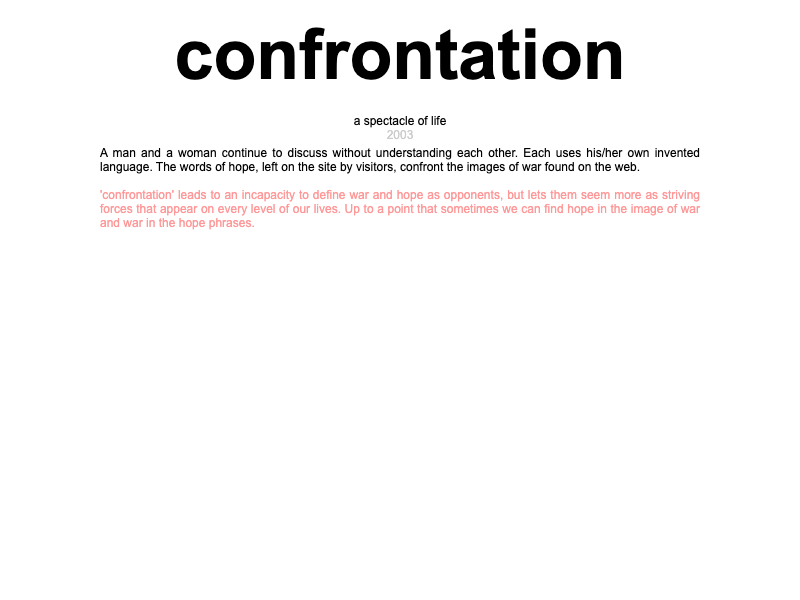 confrontation
a spectacle of life
2003
A man and a woman continue to discuss without understanding each other. Each uses his/her own invented
language. The words of hope, left on the site by visitors, confront the images of war found on the web.
'confrontation' leads to an incapacity to define war and hope as opponents, but lets them seem more as striving
forces that appear on every level of our lives. Up to a point that sometimes we can find hope in the image of war
and war in the hope phrases.